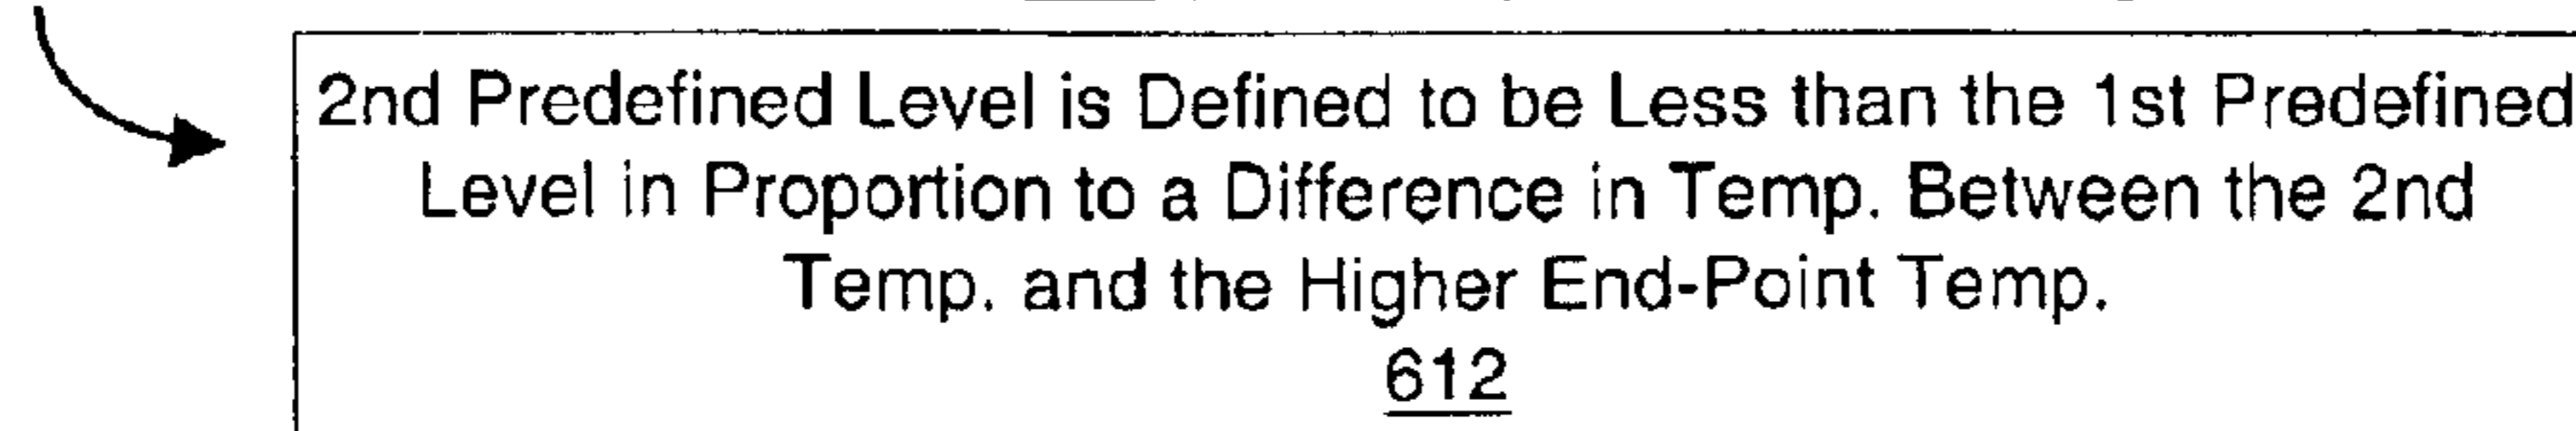 2nd Predefined Level is Defined to be Less than the 1st Predefined
Level in Proportion to a Difference in Temp. Between the 2nd
Temp. and the Higher End-Point Temp.
612